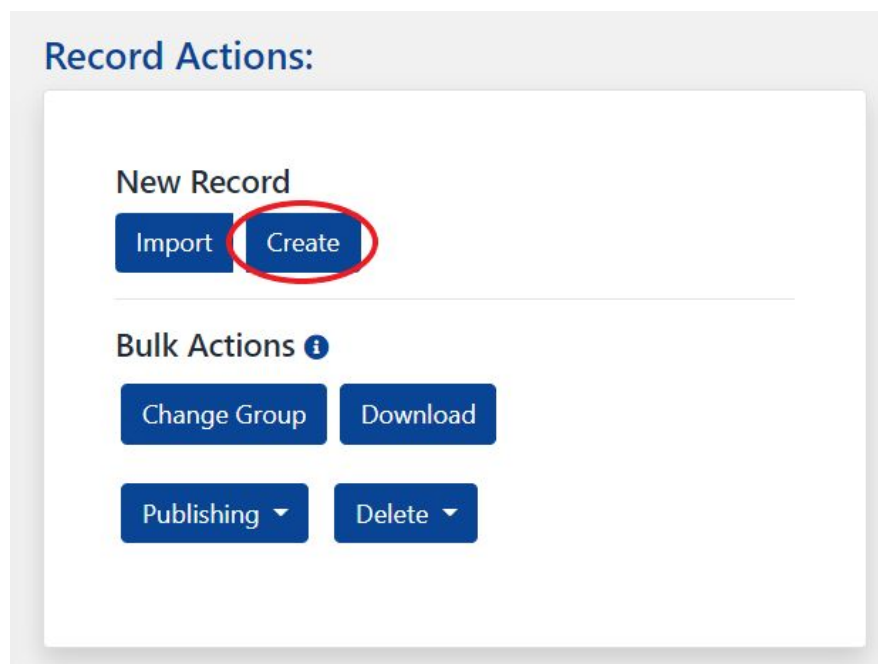 Record Actions:
New Record
Import Create
Bulk Actions
Change Group Download
Publishing Delete